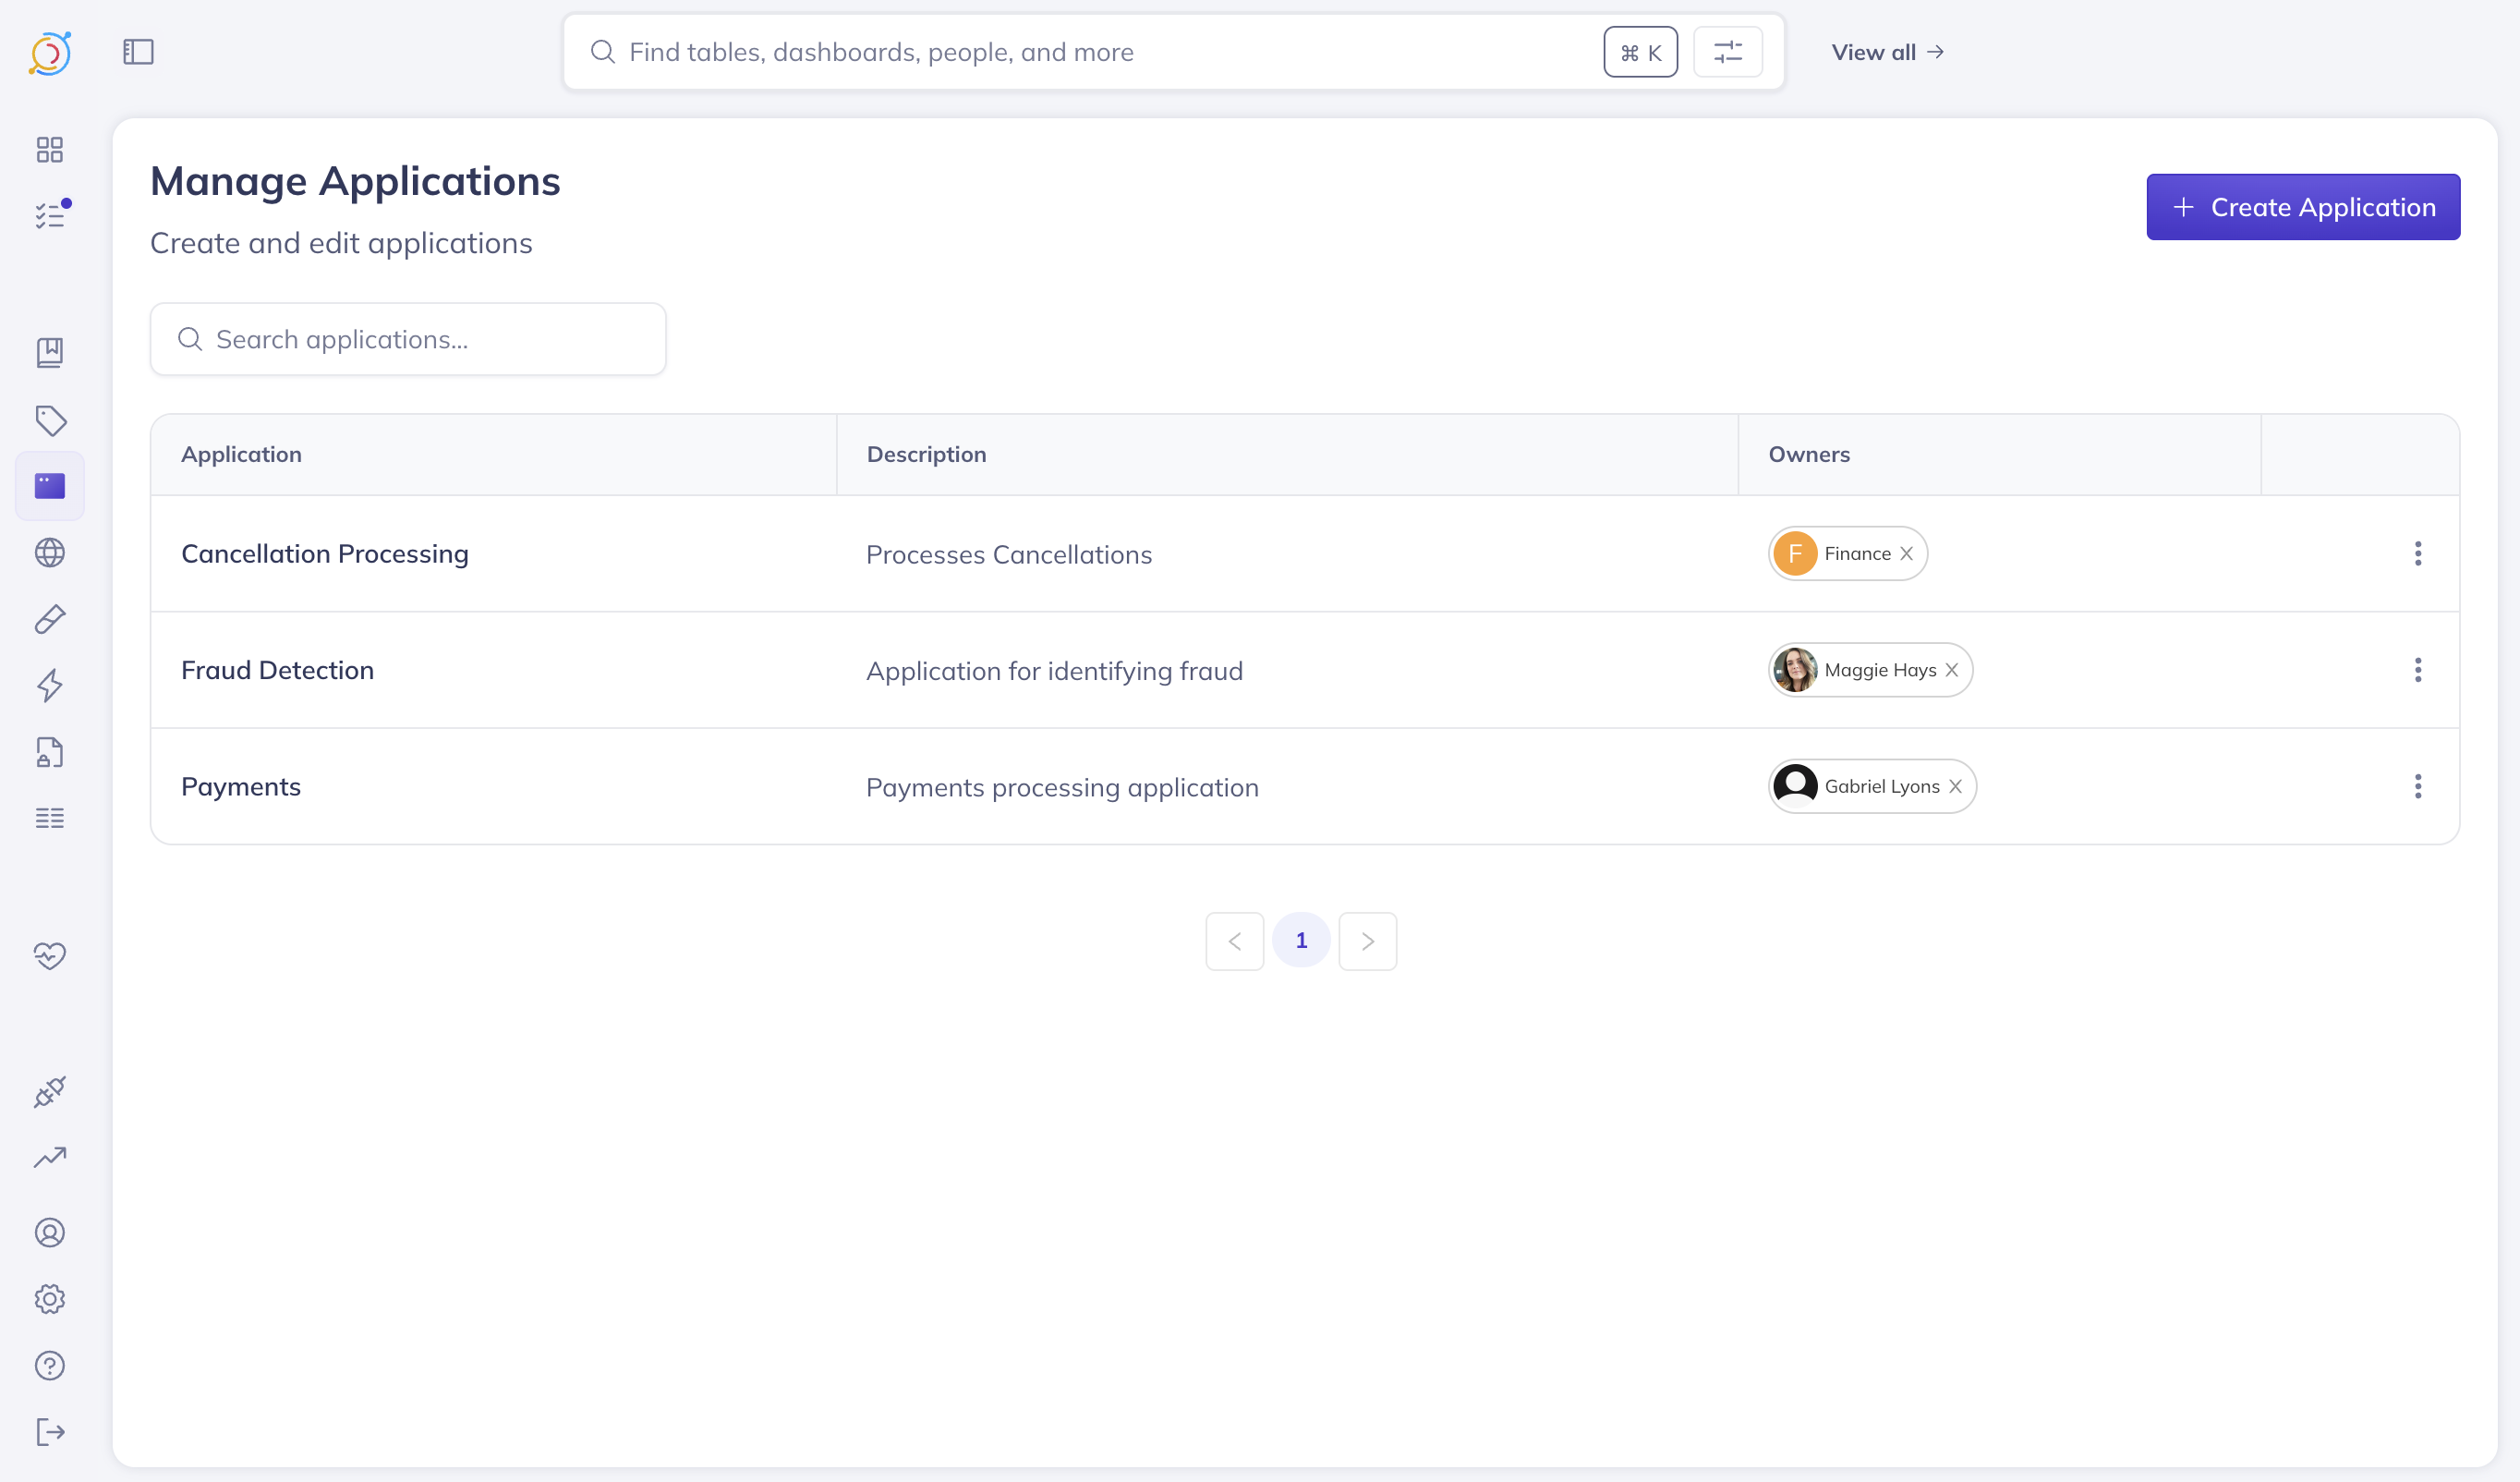 Find tables, dashboards, people, and more
⌘ K
View all →
Manage Applications
Create and edit applications
+ Create Application
Search applications...
Application Description Owners
Cancellation Processing Processes Cancellations F Finance X
Fraud Detection Application for identifying fraud Maggie Hays X
Payments Payments processing application Gabriel Lyons X
< 1 >